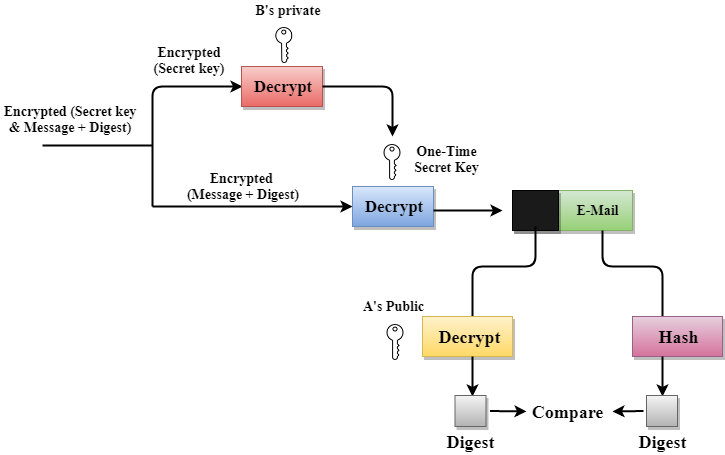 B's private
Encrypted
(Secret key)
Decrypt
Encrypted (Secret key
& Message + Digest)
One-Time
Secret Key
Encrypted
(Message + Digest)
Decrypt
E-Mail
A's Public
Decrypt
Hash
Compare
Digest
Digest